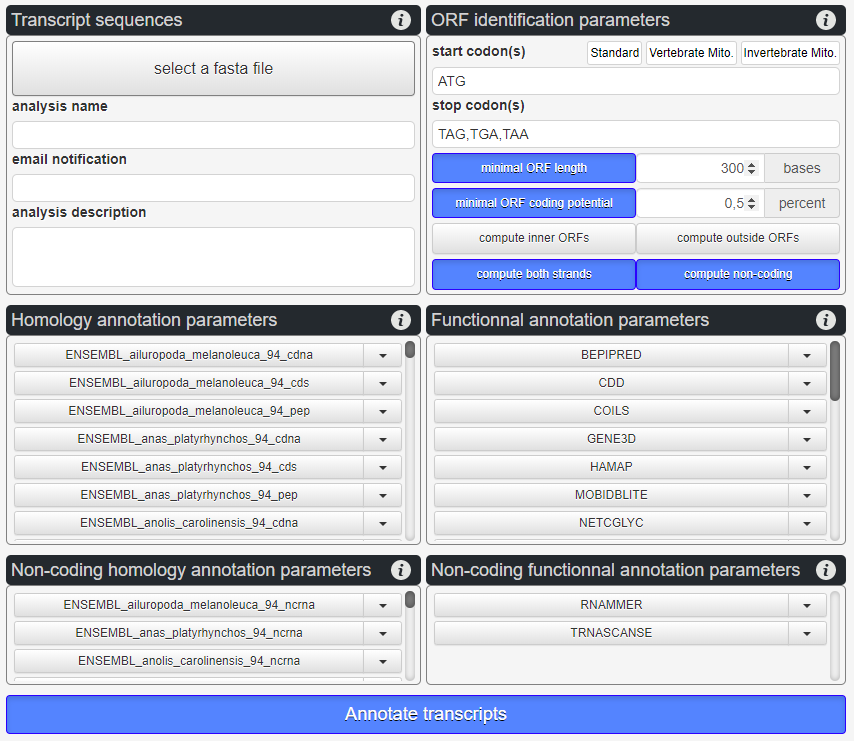 Transcript sequences
select a fasta file
analysis name
email notification
analysis description
ORF identification parameters
start codon(s) Standard Vertebrate Mito. Invertebrate Mito.
ATG
stop codon(s)
TAG,TGA,TAA
minimal ORF length 300 bases
minimal ORF coding potential 0,5 percent
compute inner ORFs compute outside ORFs
compute both strands compute non-coding
Homology annotation parameters
ENSEMBL_ailuropoda_melanoleuca_94_cdna
ENSEMBL_ailuropoda_melanoleuca_94_cds
ENSEMBL_ailuropoda_melanoleuca_94_pep
ENSEMBL_anas_platyrhynchos_94_cdna
ENSEMBL_anas_platyrhynchos_94_cds
ENSEMBL_anas_platyrhynchos_94_pep
ENSEMBL_anolis_carolinensis_94_cdna
Functionnal annotation parameters
BEPIPRED
CDD
COILS
GENE3D
HAMAP
MOBIDBLITE
NETCGLYC
Non-coding homology annotation parameters
ENSEMBL_ailuropoda_melanoleuca_94_ncrna
ENSEMBL_anas_platyrhynchos_94_ncrna
ENSEMBL_anolis_carolinensis_94_ncrna
Non-coding functionnal annotation parameters
RNAMMER
TRNASCANSE
Annotate transcripts